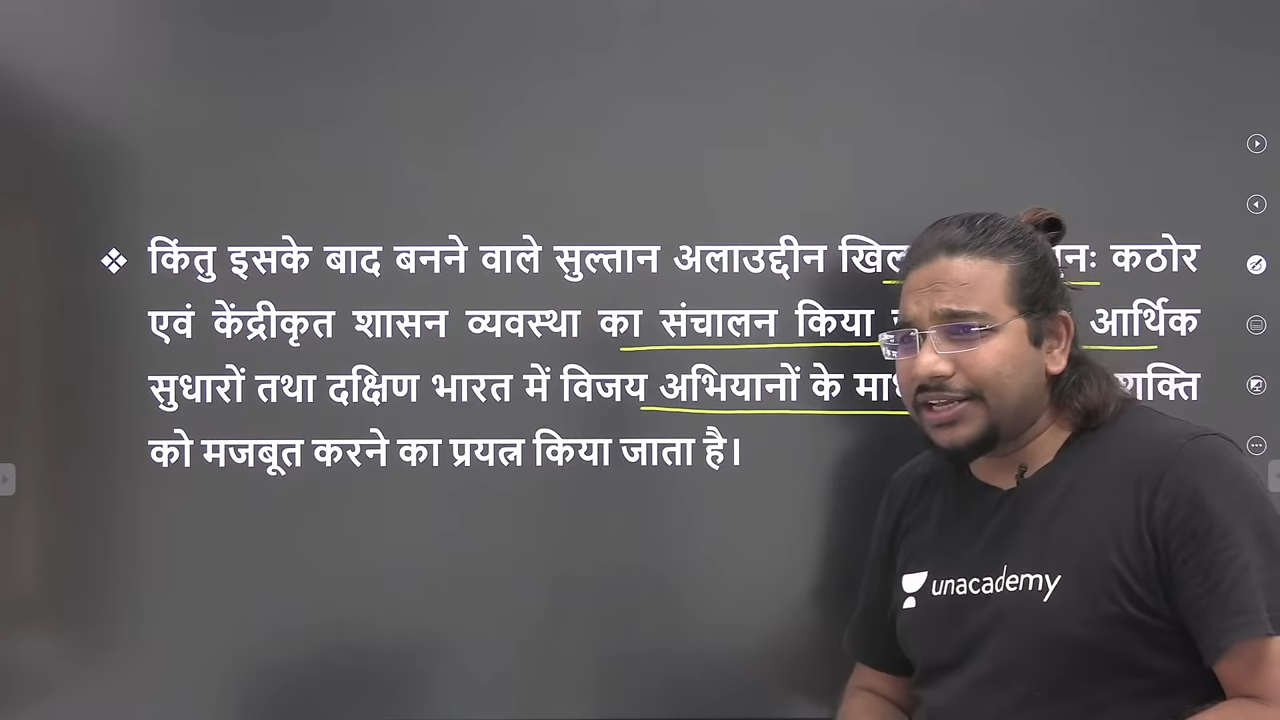 ❖ किंतु इसके बाद बनने वाले सुल्तान अलाउद्दीन कठोर
एवं केंद्रीकृत शासन व्यवस्था का संचालन किया आर्थिक
सुधारों तथा दक्षिण भारत में विजय अभियानों के शक्ति
को मजबूत करने का प्रयत्न किया जाता है।
unacademy